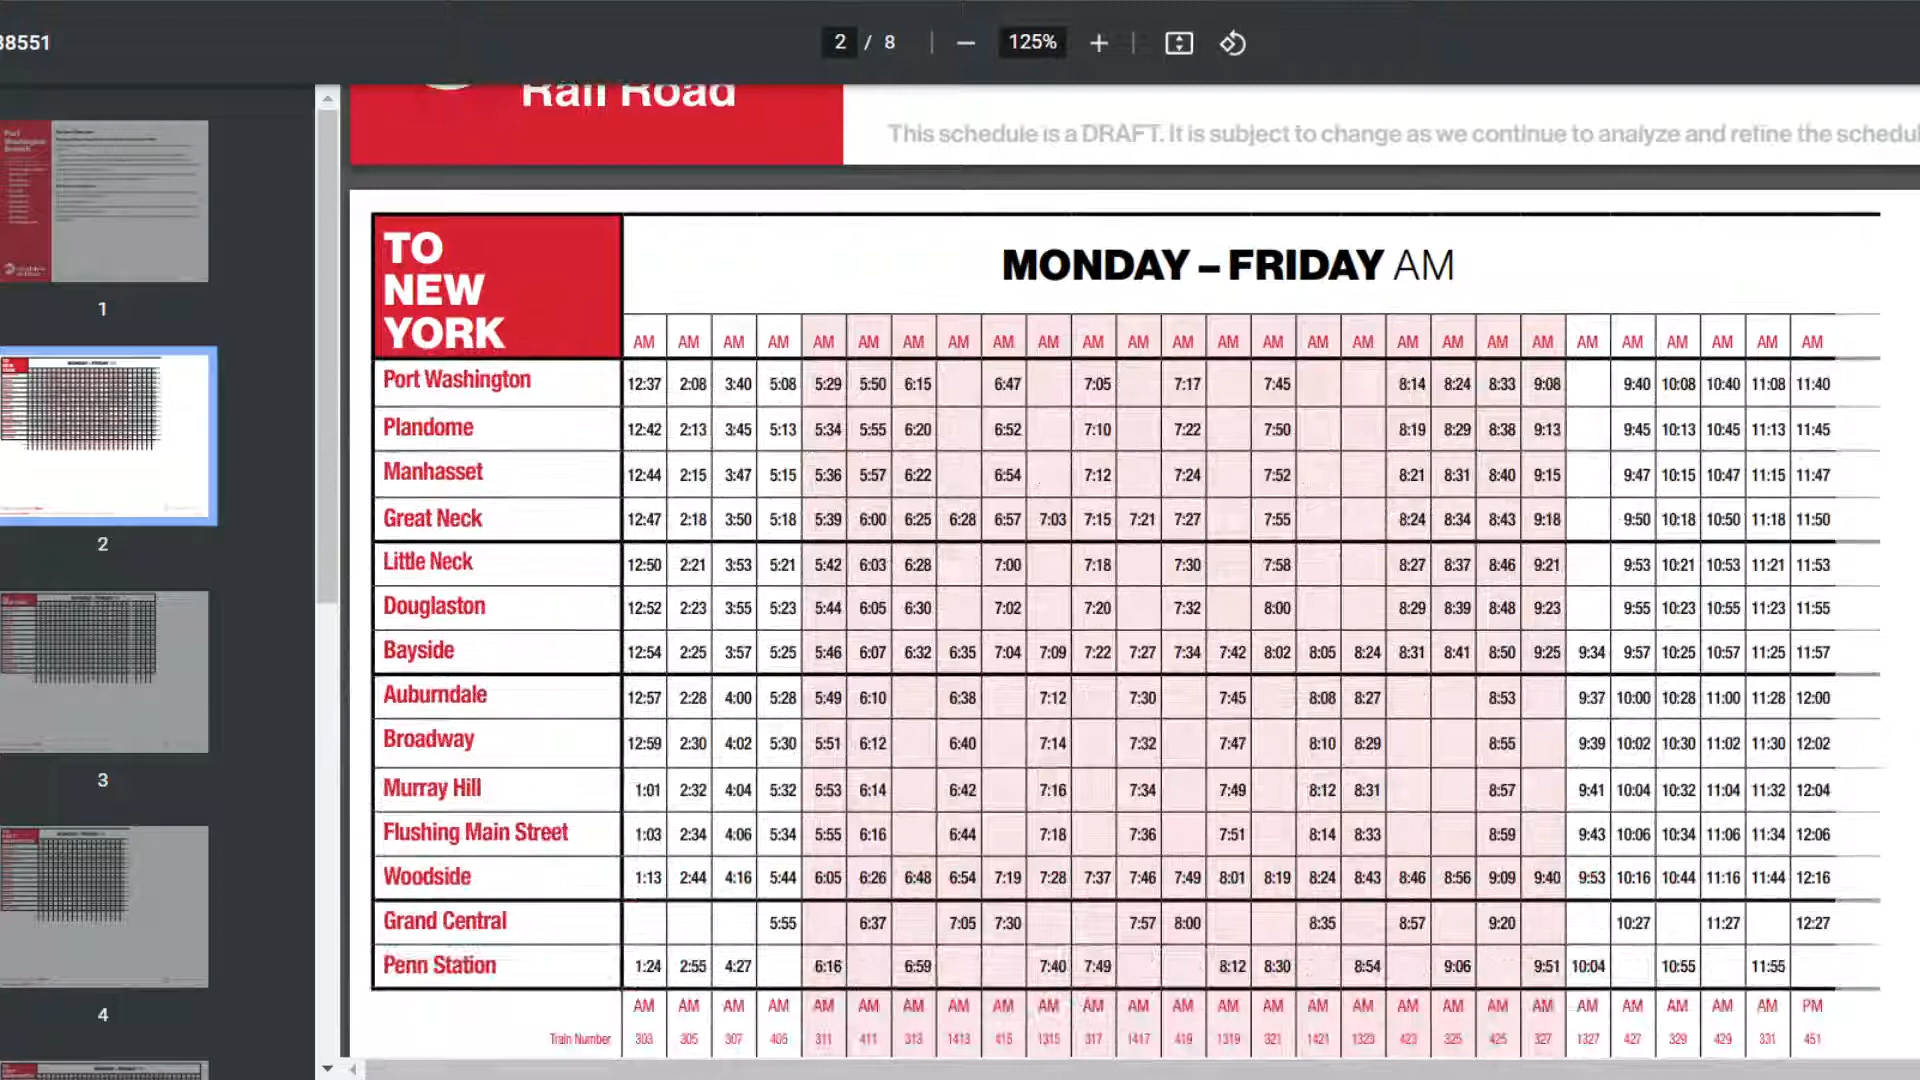 38551
2 / 8
125%
Rail Road
This schedule is a DRAFT. It is subject to change as we continue to analyze and refine the schedul
TO
NEW
YORK
MONDAY – FRIDAY AM
AM AM AM AM AM AM AM AM AM AM AM AM AM AM AM AM AM AM AM AM AM AM AM AM AM AM AM
Port Washington 12:37 2:08 3:40 5:08 5:29 5:50 6:15 6:47 7:05 7:17 7:45 8:14 8:24 8:33 9:08 9:40 10:08 10:40 11:08 11:40
Plandome 12:42 2:13 3:45 5:13 5:34 5:55 6:20 6:52 7:10 7:22 7:50 8:19 8:29 8:38 9:13 9:45 10:13 10:45 11:13 11:45
Manhasset 12:44 2:15 3:47 5:15 5:36 5:57 6:22 6:54 7:12 7:24 7:52 8:21 8:31 8:40 9:15 9:47 10:15 10:47 11:15 11:47
Great Neck 12:47 2:18 3:50 5:18 5:39 6:00 6:25 6:28 6:57 7:03 7:15 7:21 7:27 7:55 8:24 8:34 8:43 9:18 9:50 10:18 10:50 11:18 11:50
Little Neck 12:50 2:21 3:53 5:21 5:42 6:03 6:28 7:00 7:18 7:30 7:58 8:27 8:37 8:46 9:21 9:53 10:21 10:53 11:21 11:53
Douglaston 12:52 2:23 3:55 5:23 5:44 6:05 6:30 7:02 7:20 7:32 8:00 8:29 8:39 8:48 9:23 9:55 10:23 10:55 11:23 11:55
Bayside 12:54 2:25 3:57 5:25 5:46 6:07 6:32 6:35 7:04 7:09 7:22 7:27 7:34 7:42 8:02 8:05 8:24 8:31 8:41 8:50 9:25 9:34 9:57 10:25 10:57 11:25 11:57
Auburndale 12:57 2:28 4:00 5:28 5:49 6:10 6:38 7:12 7:30 7:45 8:08 8:27 8:53 9:37 10:00 10:28 11:00 11:28 12:00
Broadway 12:59 2:30 4:02 5:30 5:51 6:12 6:40 7:14 7:32 7:47 8:10 8:29 8:55 9:39 10:02 10:30 11:02 11:30 12:02
Murray Hill 1:01 2:32 4:04 5:32 5:53 6:14 6:42 7:16 7:34 7:49 8:12 8:31 8:57 9:41 10:04 10:32 11:04 11:32 12:04
Flushing Main Street 1:03 2:34 4:06 5:34 5:55 6:16 6:44 7:18 7:36 7:51 8:14 8:33 8:59 9:43 10:06 10:34 11:06 11:34 12:06
Woodside 1:13 2:44 4:16 5:44 6:05 6:26 6:48 6:54 7:19 7:28 7:37 7:46 7:49 8:01 8:19 8:24 8:43 8:46 8:56 9:09 9:40 9:53 10:16 10:44 11:16 11:44 12:16
Grand Central 5:55 6:37 7:05 7:30 7:57 8:00 8:35 8:57 9:20 10:27 11:27 12:27
Penn Station 1:24 2:55 4:27 6:16 6:59 7:40 7:49 8:12 8:30 8:54 9:06 9:51 10:04 10:55 11:55
AM AM AM AM AM AM AM AM AM AM AM AM AM AM AM AM AM AM AM AM AM AM AM AM AM AM PM
Train Number 303 305 307 405 311 411 313 1413 415 1315 317 1417 419 1319 321 1421 1323 423 325 425 327 1327 427 329 429 331 451
1
2
3
4